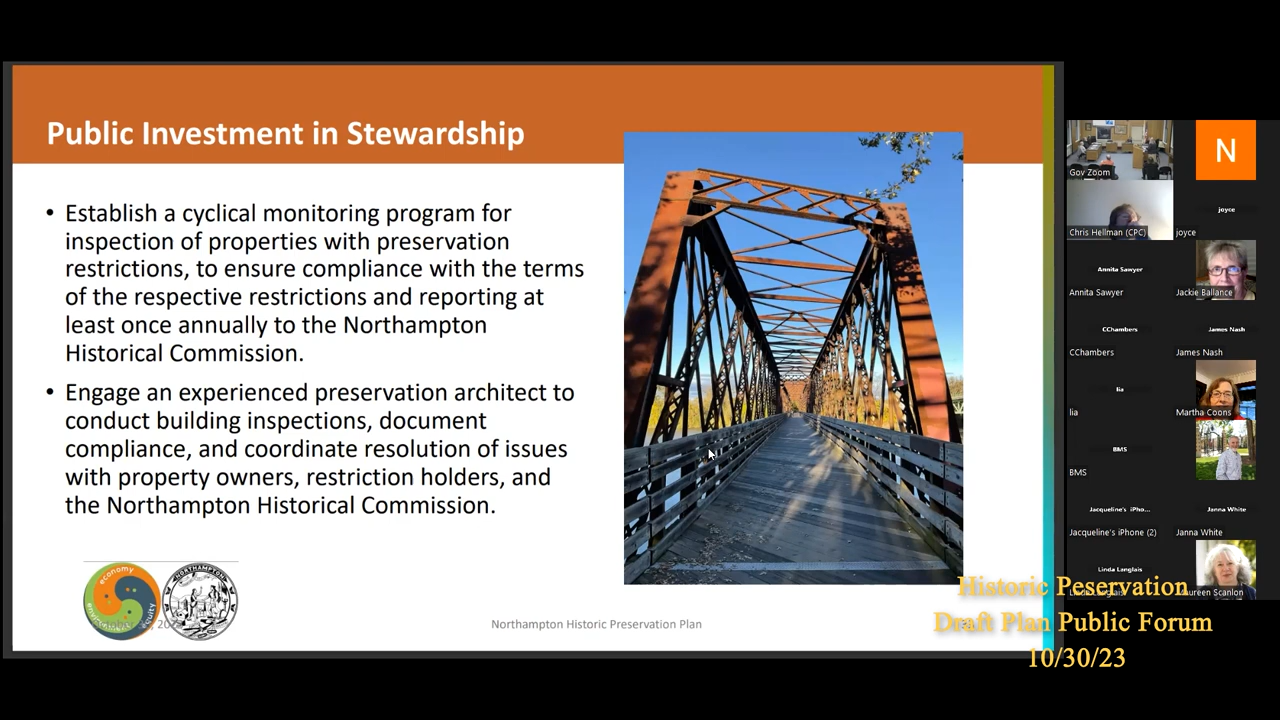 Public Investment in Stewardship
• Establish a cyclical monitoring program for
inspection of properties with preservation
restrictions, to ensure compliance with the terms
of the respective restrictions and reporting at
least once annually to the Northampton
Historical Commission.
• Engage an experienced preservation architect to
conduct building inspections, document
compliance, and coordinate resolution of issues
with property owners, restriction holders, and
the Northampton Historical Commission.
economy
equity
NORTHAMPTON
Northampton Historic Preservation Plan
Gov Zoom
N
Chris Hellman (CPC)
joyce
joyce
Annita Sawyer
Annita Sawyer
Jackie Ballance
CChambers
CChambers
James Nash
James Nash
lia
lia
Martha Coons
BMS
BMS
Jacqueline's iPho...
Jacqueline's iPhone (2)
Janna White
Janna White
Linda Langlais
Scanlon
Historic Peservation
Draft Plan Public Forum
10/30/23